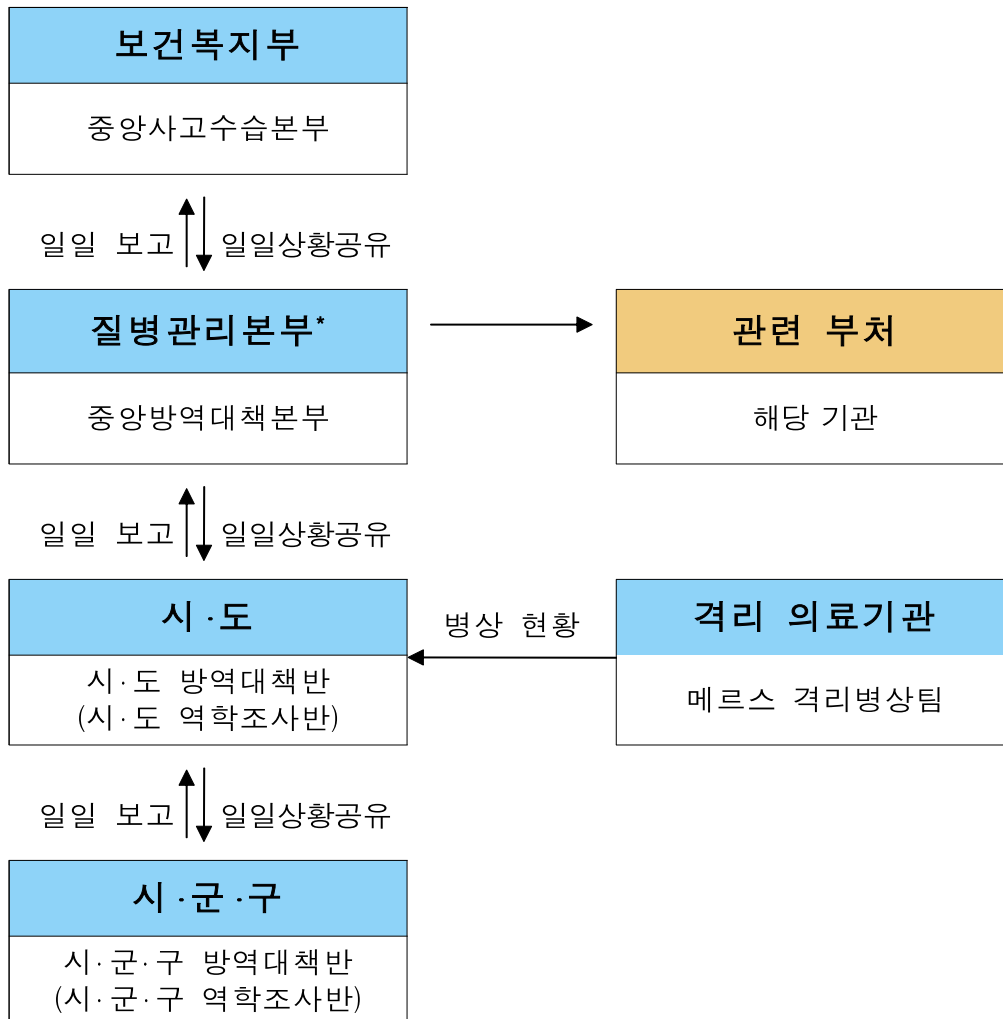 보건복지부
중앙사고수습본부
일일 보고 일일상황공유
질병관리본부*
중앙방역대책본부
관련 부처
해당 기관
일일 보고 일일상황공유
시·도
시·도 방역대책반
(시·도 역학조사반)
병상 현황
격리 의료기관
메르스 격리병상팀
일일 보고 일일상황공유
시·군·구
시·군·구 방역대책반
(시·군·구 역학조사반)